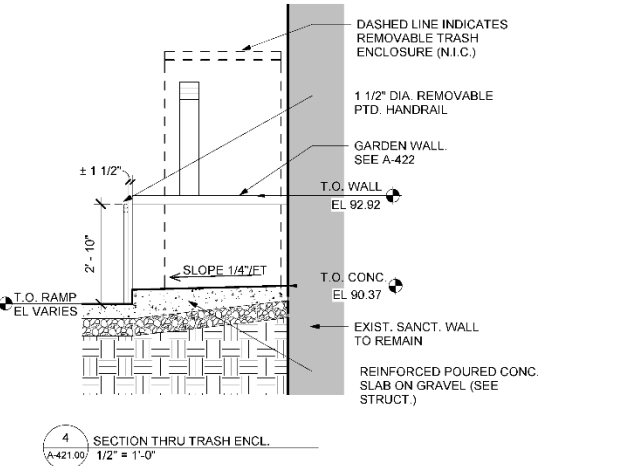 DASHED LINE INDICATES
REMOVABLE TRASH
ENCLOSURE (N.I.C.)
1 1/2" DIA. REMOVABLE
PTD. HANDRAIL
GARDEN WALL.
SEE A-422
± 1 1/2"
T.O. WALL
EL 92.92
2' - 10"
SLOPE 1/4"/FT
T.O. CONC.
EL 90.37
T.O. RAMP
EL VARIES
EXIST. SANCT. WALL
TO REMAIN
REINFORCED POURED CONC.
SLAB ON GRAVEL (SEE
STRUCT.)
4
A-421.00
SECTION THRU TRASH ENCL.
1/2" = 1'-0"